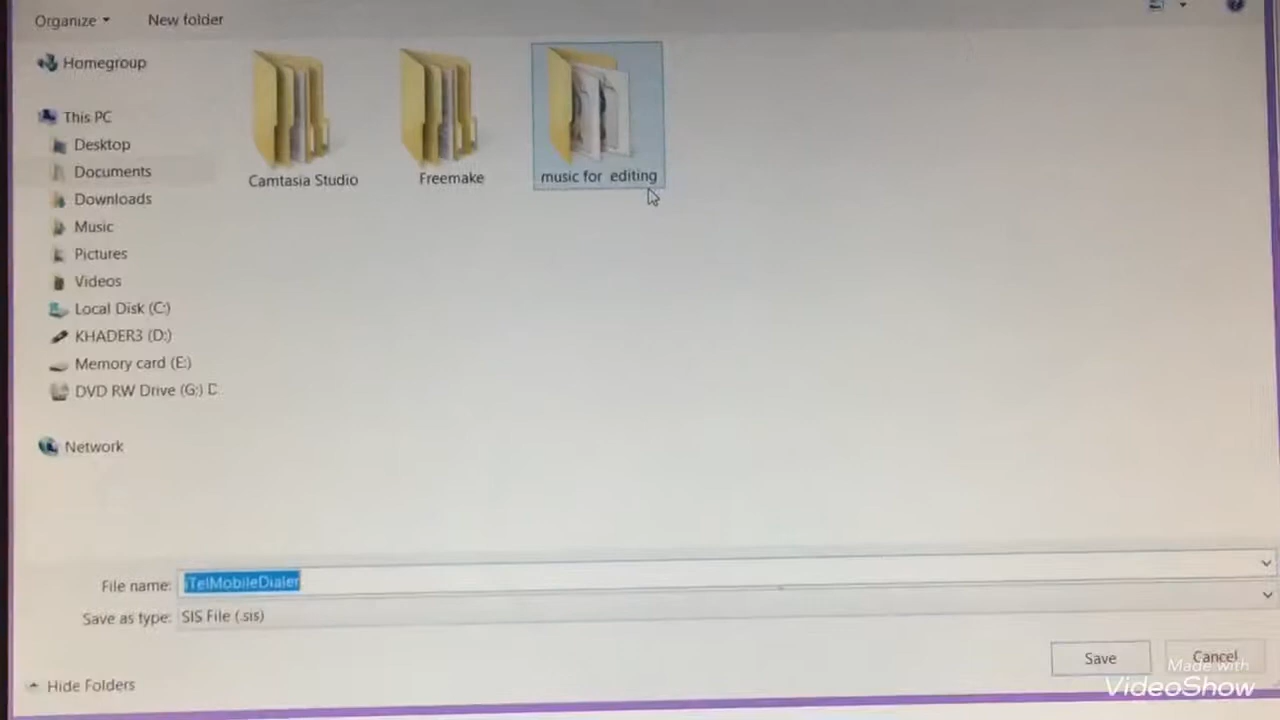 Organize
New folder
Homegroup
This PC
Desktop
Documents
Downloads
Music
Pictures
Videos
Local Disk (C:)
KHADER3 (D:)
Memory card (E:)
DVD RW Drive (G:) D
Network
Camtasia Studio
Freemake
music for editing
File name: iTelMobileDialer
Save as type: SIS File (.sis)
Hide Folders
Save
Cancel
Made with
VideoShow